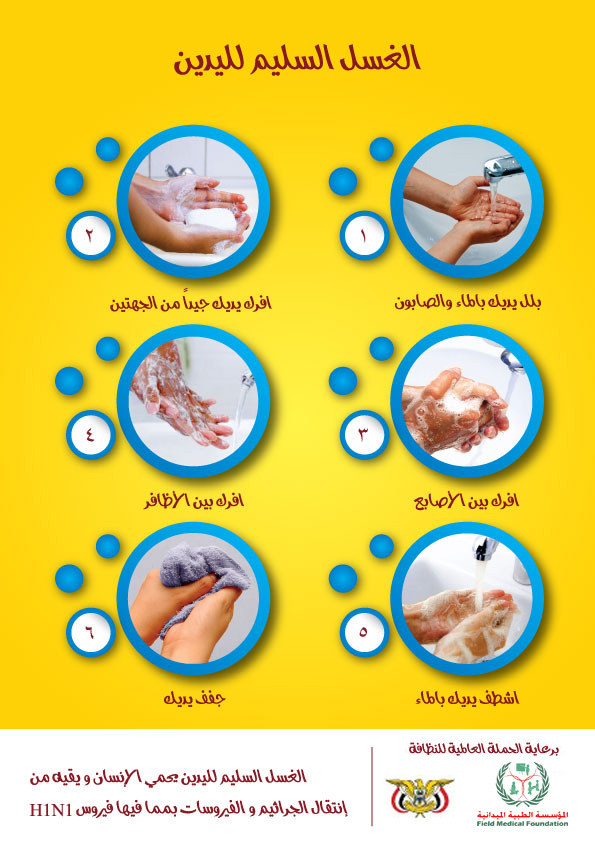 الغسل السليم لليدين
١
بلل يديك بالماء والصابون
٢
افرك يديك جيداً من الجهتين
٣
افرك بين الأصابع
٤
افرك بين الأظافر
٥
اشطف يديك بالماء
٦
جفف يديك
برعاية الحملة العالمية للنظافة
المؤسسة الطبية الميدانية
Field Medical Foundation
الغسل السليم لليدين يحمي الإنسان و يقيه من
إنتقال الجراثيم و الفيروسات بمما فيها فيروس H1N1